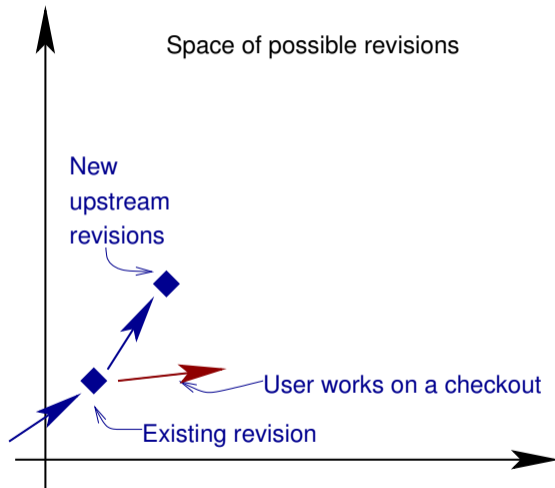 Space of possible revisions
New
upstream
revisions
User works on a checkout
Existing revision